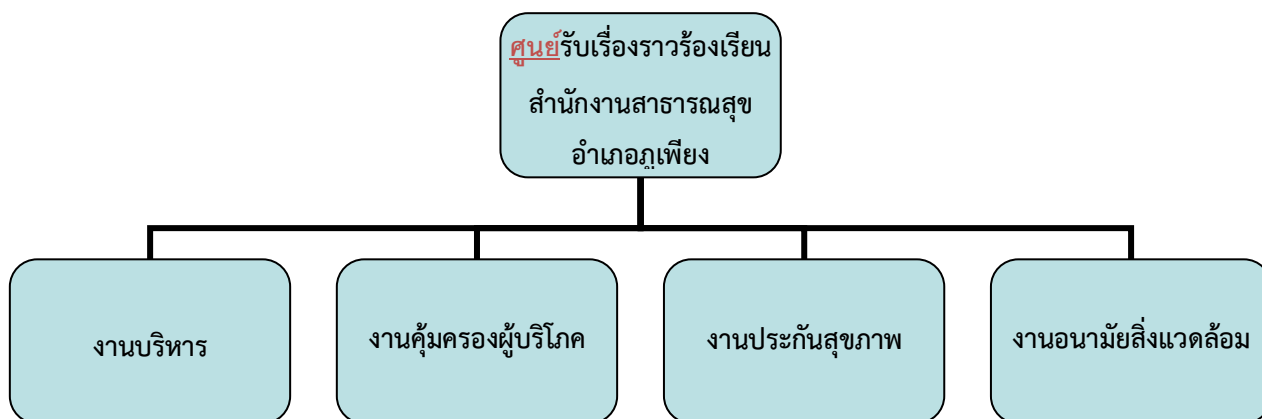 ศูนย์รับเรื่องราวร้องเรียน
สำนักงานสาธารณสุข
อำเภอภูเพียง
งานบริหาร
งานคุ้มครองผู้บริโภค
งานประกันสุขภาพ
งานอนามัยสิ่งแวดล้อม